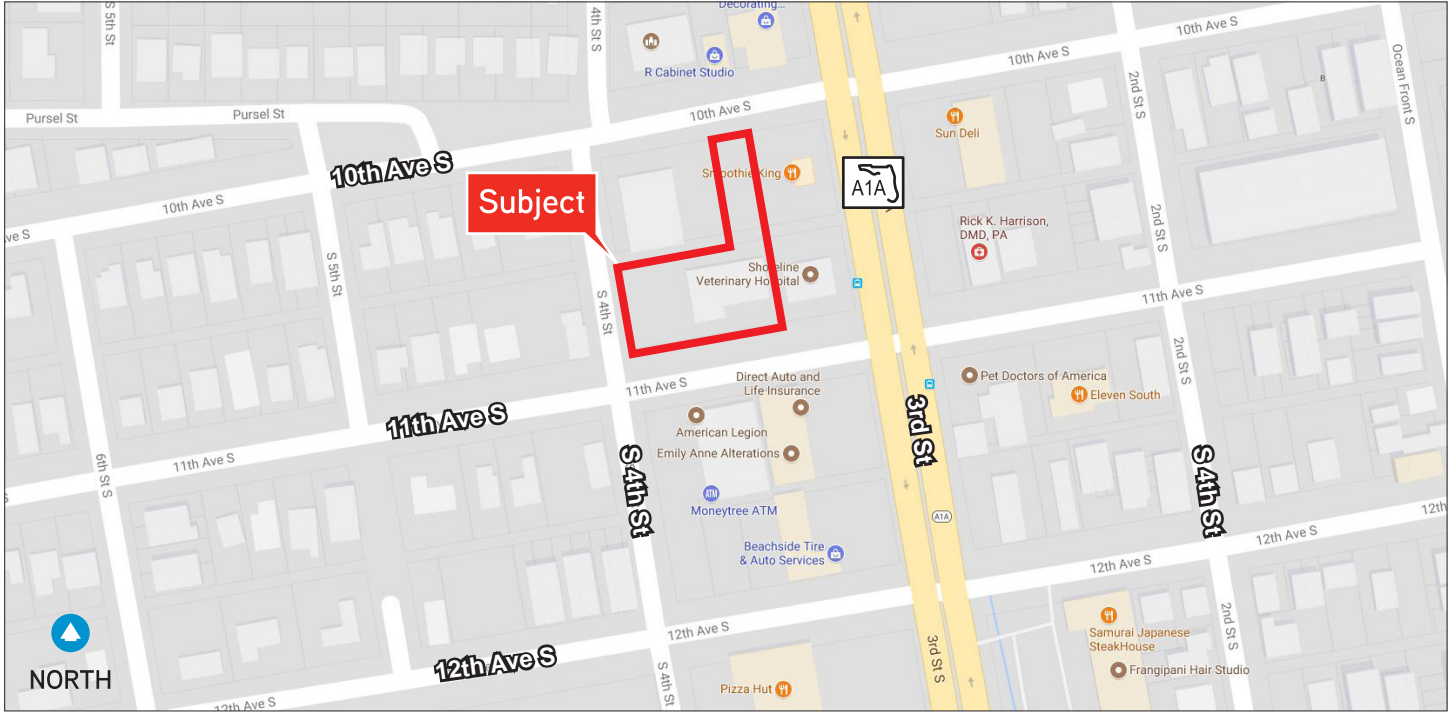 S 5th St
4th St S
Decorating...
10th Ave S
R Cabinet Studio
10th Ave S
2nd St S
Ocean Front S
B
Pursel St
Pursel St
10th Ave S
Sun Deli
10th Ave S
Smoothie King
A1A
Subject
10th Ave S
ve S
S 5th St
Rick K. Harrison,
DMD, PA
2nd St S
Shoreline
Veterinary Hospital
S 4th St
11th Ave S
2nd St S
11th Ave S
Direct Auto and
Life Insurance
Pet Doctors of America
Eleven South
American Legion
11th Ave S
3rd St
Emily Anne Alterations
11th Ave S
6th St S
S 4th St
S 4th St
ATM
Moneytree ATM
A1A
12th
Beachside Tire
& Auto Services
12th Ave S
12th Ave S
2nd St S
12th Ave S
3rd St S
Samurai Japanese
SteakHouse
12th Ave S
S 4th St
Frangipani Hair Studio
NORTH
Pizza Hut
12th Ave S